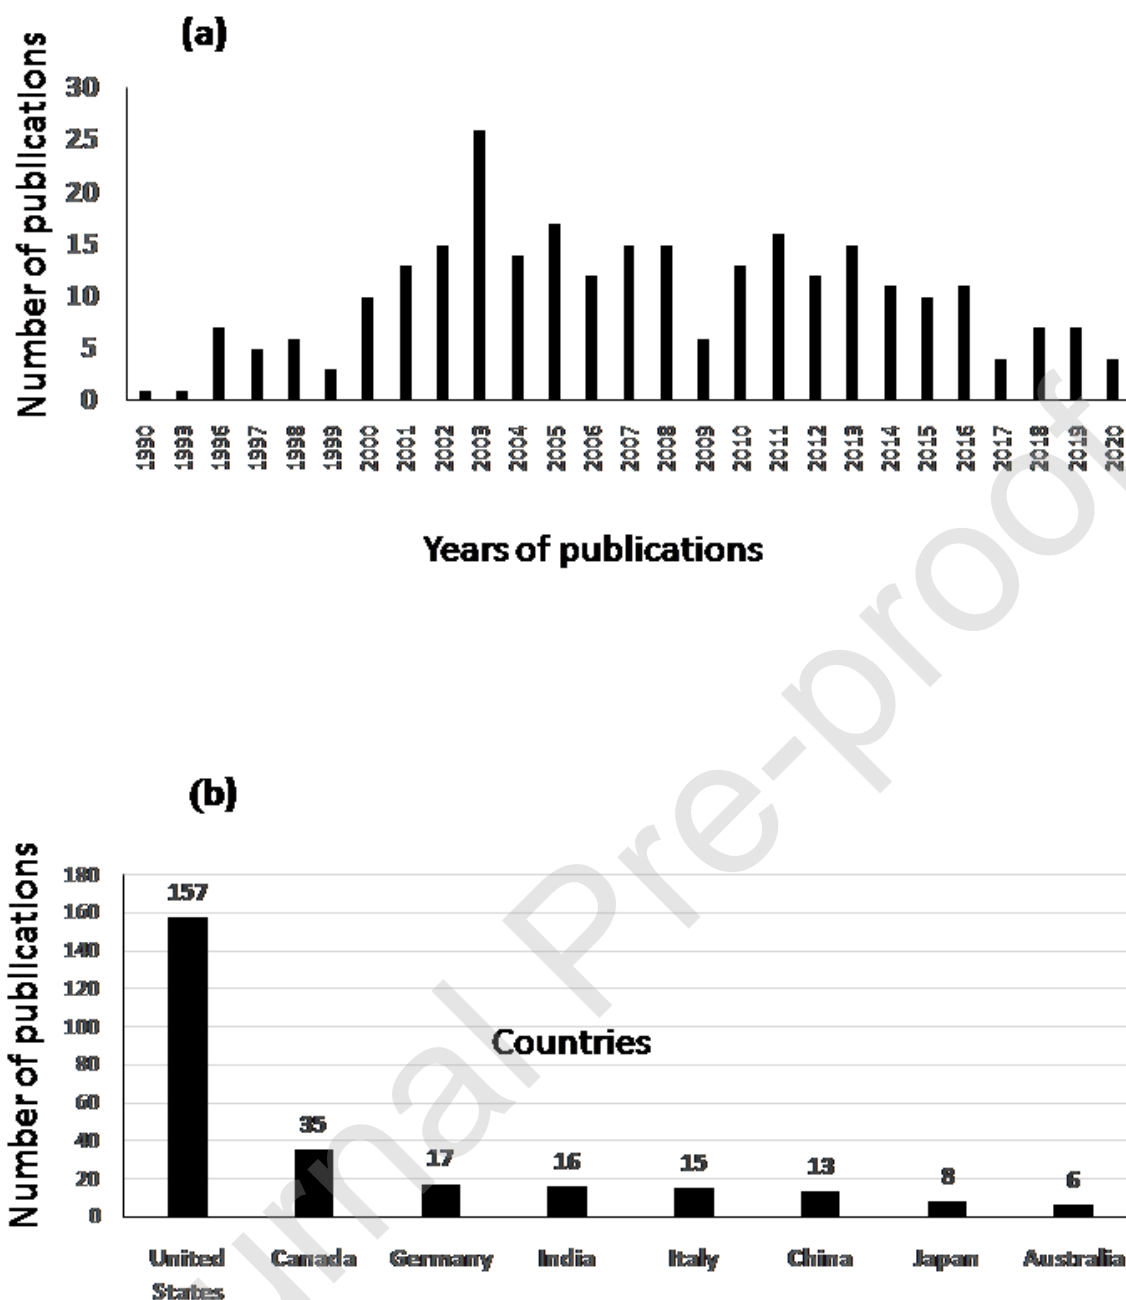 (a)
Number of publications
30
25
20
15
10
5
0
1990 1993 1996 1997 1998 1999 2000 2001 2002 2003 2004 2005 2006 2007 2008 2009 2010 2011 2012 2013 2014 2015 2016 2017 2018 2019 2020
Years of publications
(b)
Number of publications
180
160
140
120
100
80
60
40
20
0
157 35 17 16 15 13 8 6
Countries
United States Canada Germany India Italy China Japan Australia
urnal Pre-proof